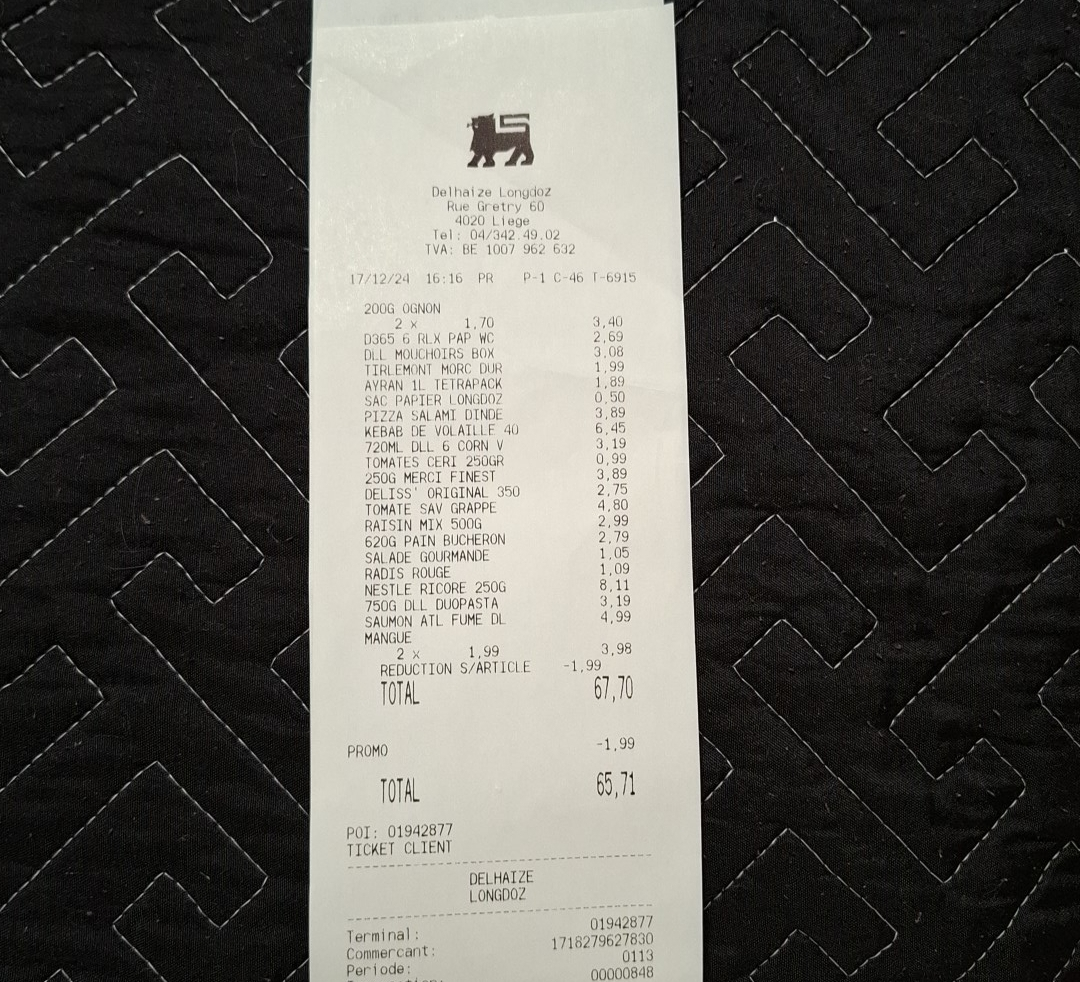 Delhaize Longdoz
Rue Gretry 60
4020 Liege
Tel: 04/342.49.02
TVA: BE 1007 962 632
17/12/24 16:16 PR P-1 C-46 T-6915
200G OGNON
2 x 1,70 3,40
D365 6 RLX PAP WC 2,69
DLL MOUCHOIRS BOX 3,08
TIRLEMONT MORC DUR 1,99
AYRAN 1L TETRAPACK 1,89
SAC PAPIER LONGDOZ 0,50
PIZZA SALAMI DINDE 3,89
KEBAB DE VOLAILLE 40 6,45
720ML DLL 6 CORN V 3,19
TOMATES CERI 250GR 0,99
250G MERCI FINEST 3,89
DELISS' ORIGINAL 350 2,75
TOMATE SAV GRAPPE 4,80
RAISIN MIX 500G 2,99
620G PAIN BUCHERON 2,79
SALADE GOURMANDE 1,05
RADIS ROUGE 1,09
NESTLE RICORE 250G 8,11
750G DLL DUOPASTA 3,19
SAUMON ATL FUME DL 4,99
MANGUE
2 x 1,99 3,98
REDUCTION S/ARTICLE -1,99
TOTAL 67,70
PROMO -1,99
TOTAL 65,71
POI: 01942877
TICKET CLIENT
DELHAIZE
LONGDOZ
Terminal: 01942877
Commercant: 1718279627830
Periode: 0113
00000848